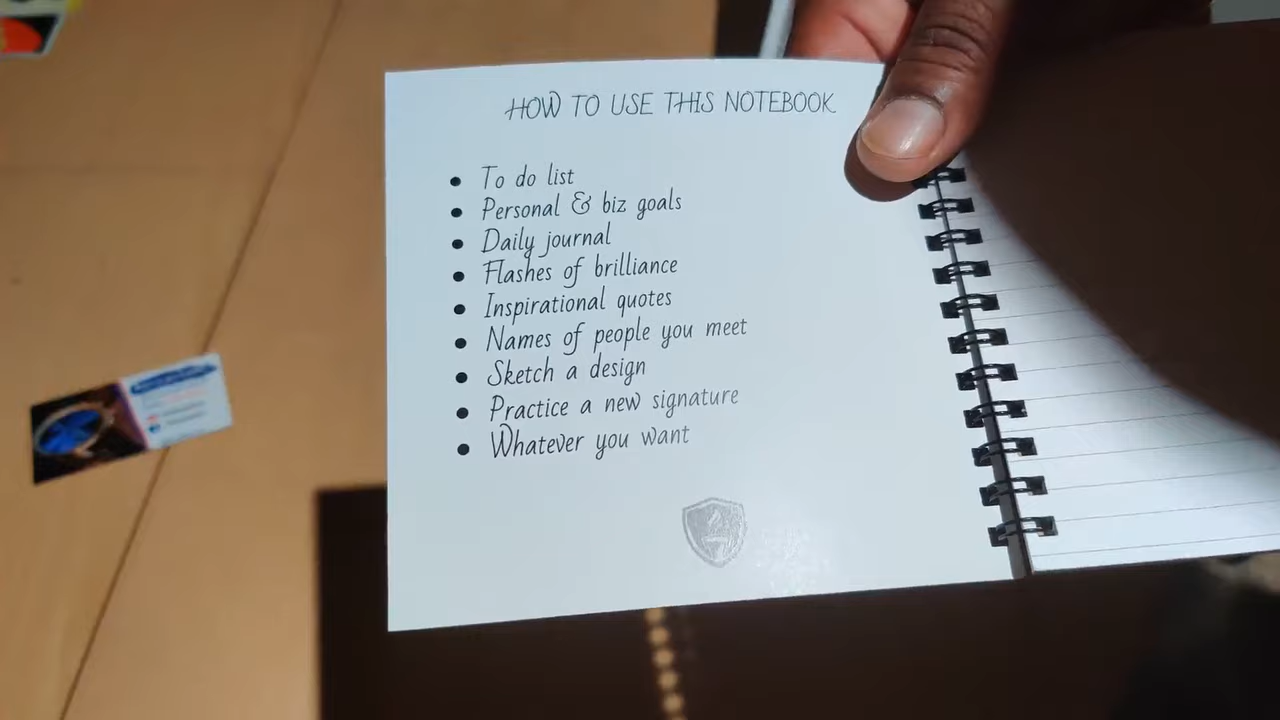 HOW TO USE THIS NOTEBOOK
• To do list
• Personal & biz goals
• Daily journal
• Flashes of brilliance
• Inspirational quotes
• Names of people you meet
• Sketch a design
• Practice a new signature
• Whatever you want